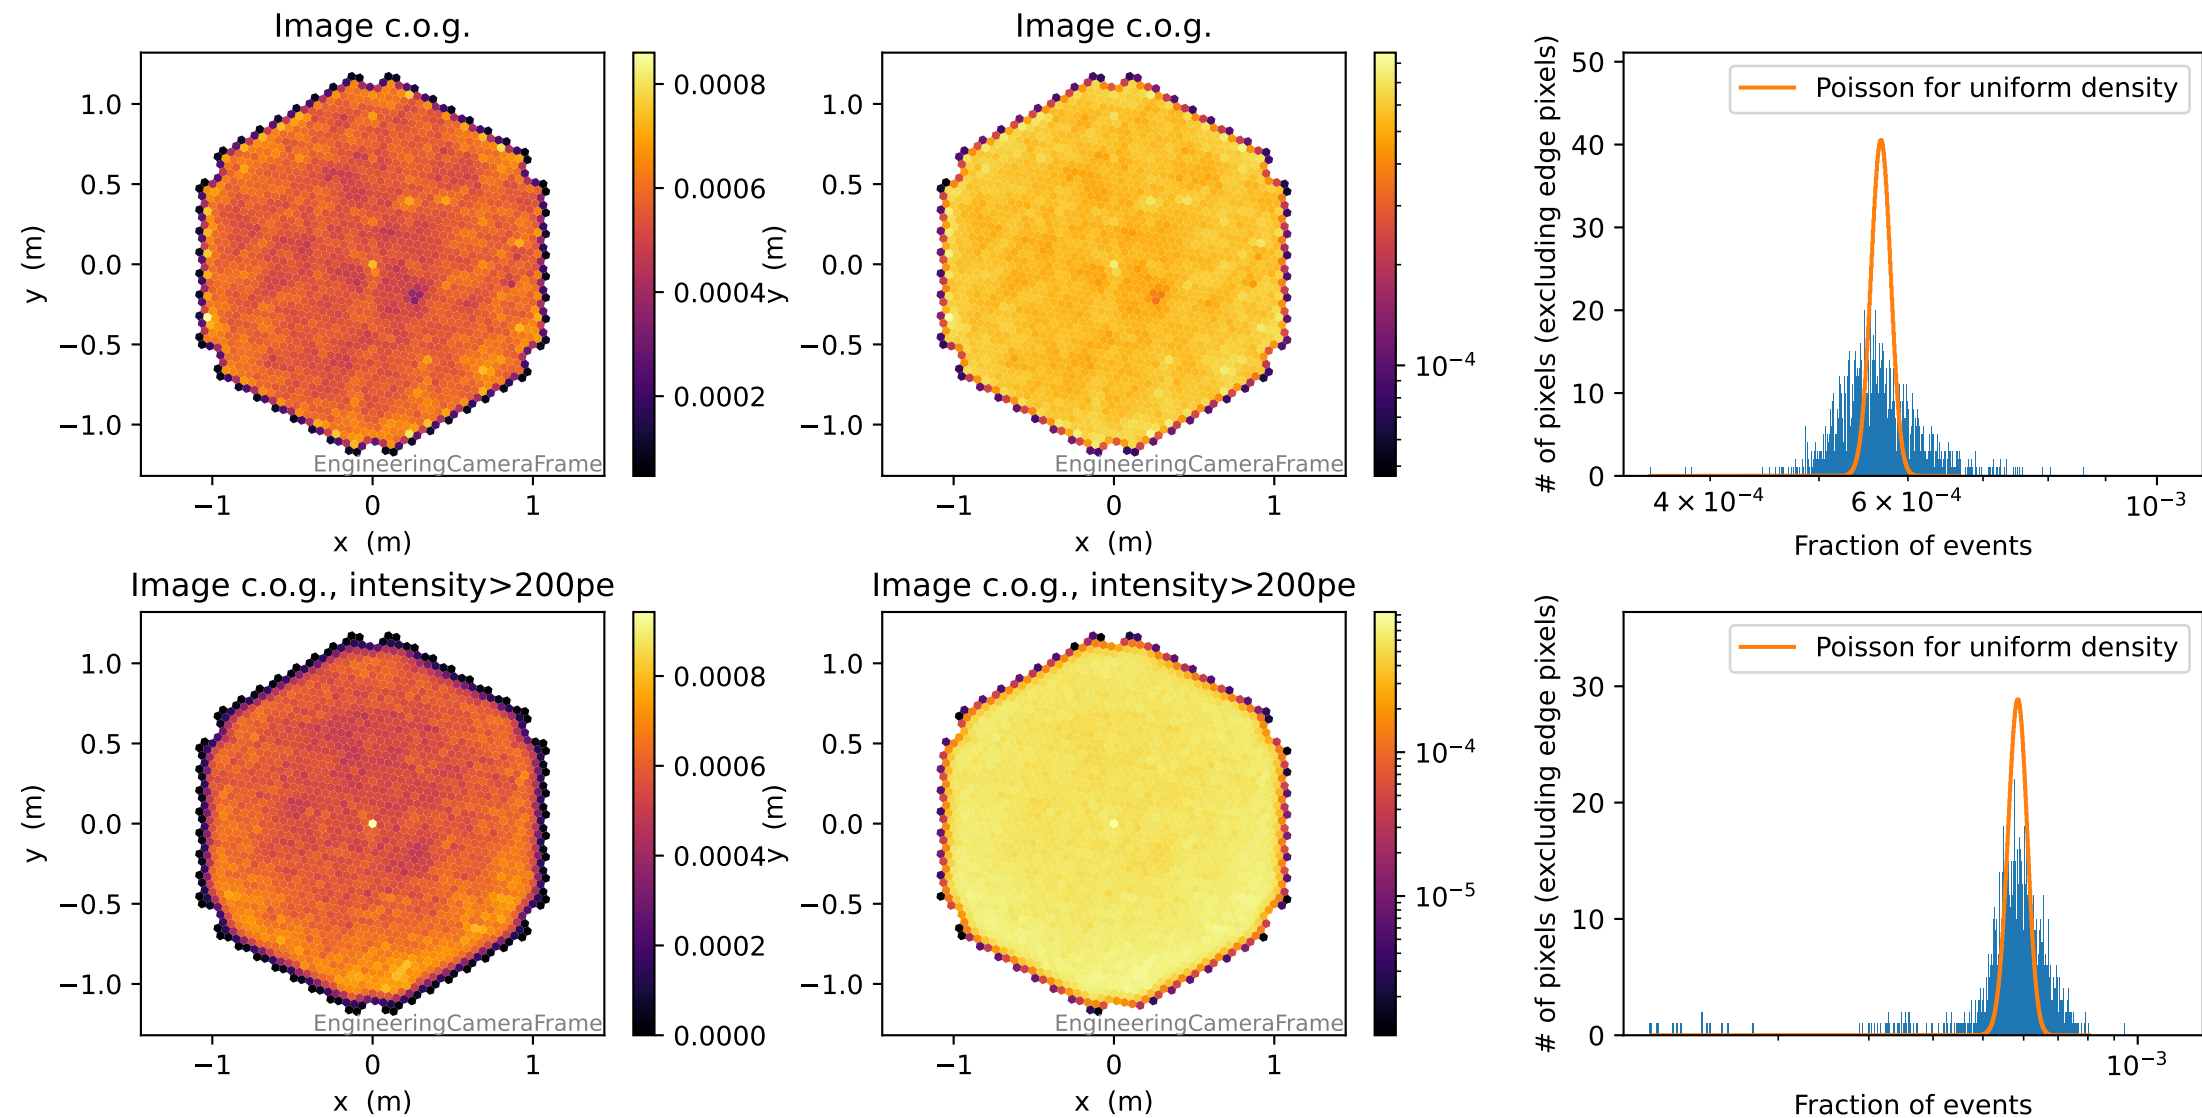 Image c.o.g.
1.0
0.5
0.0
−0.5
−1.0
y (m)
−1
0
1
x (m)
EngineeringCameraFrame
0.0008
0.0006
0.0004
0.0002
Image c.o.g.
1.0
0.5
0.0
−0.5
−1.0
y (m)
−1
0
1
x (m)
EngineeringCameraFrame
10⁻⁴
# of pixels (excluding edge pixels)
50
40
30
20
10
0
Poisson for uniform density
4 × 10⁻⁴
6 × 10⁻⁴
10⁻³
Fraction of events
Image c.o.g., intensity>200pe
1.0
0.5
0.0
−0.5
−1.0
y (m)
−1
0
1
x (m)
EngineeringCameraFrame
0.0008
0.0006
0.0004
0.0002
0.0000
Image c.o.g., intensity>200pe
1.0
0.5
0.0
−0.5
−1.0
y (m)
−1
0
1
x (m)
EngineeringCameraFrame
10⁻⁴
10⁻⁵
# of pixels (excluding edge pixels)
30
20
10
0
Poisson for uniform density
10⁻³
Fraction of events